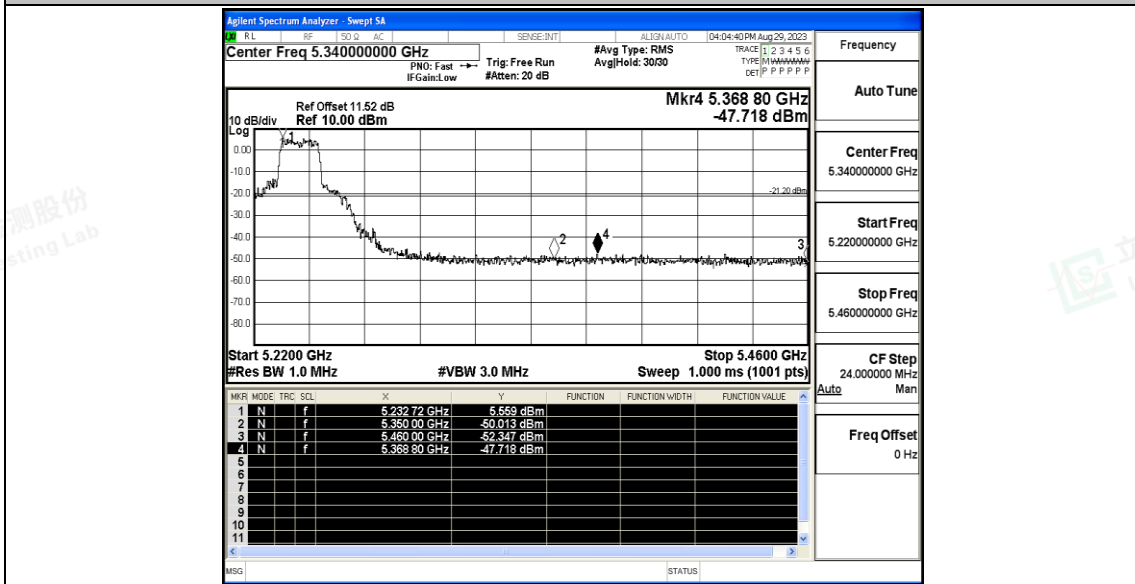 Agilent Spectrum Analyzer - Swept SA
RL RF 50 Ω AC SENSE:INT ALIGN AUTO 04:04:40 PM Aug 29, 2023
Center Freq 5.340000000 GHz
PNO: Fast
IFGain:Low
Trig: Free Run
#Atten: 20 dB
#Avg Type: RMS
Avg|Hold: 30/30
TRACE 1 2 3 4 5 6
TYPE M W W W W W
DET P P P P P P
Ref Offset 11.52 dB
10 dB/div Ref 10.00 dBm
Log
Mkr4 5.368 80 GHz
-47.718 dBm
1
0.00
-10.0
-20.0
-21.20 dBm
-30.0
-40.0
2
4
3
-50.0
-60.0
-70.0
-80.0
Start 5.2200 GHz Stop 5.4600 GHz
#Res BW 1.0 MHz #VBW 3.0 MHz Sweep 1.000 ms (1001 pts)
MKR MODE TRC SCL X Y FUNCTION FUNCTION WIDTH FUNCTION VALUE
1 N f 5.232 72 GHz 5.559 dBm
2 N f 5.350 00 GHz -50.013 dBm
3 N f 5.460 00 GHz -52.347 dBm
4 N f 5.368 80 GHz -47.718 dBm
5
6
7
8
9
10
11
MSG STATUS
Frequency
Auto Tune
Center Freq
5.340000000 GHz
Start Freq
5.220000000 GHz
Stop Freq
5.460000000 GHz
CF Step
24.000000 MHz
Auto Man
Freq Offset
0 Hz
股份
sting Lab
立